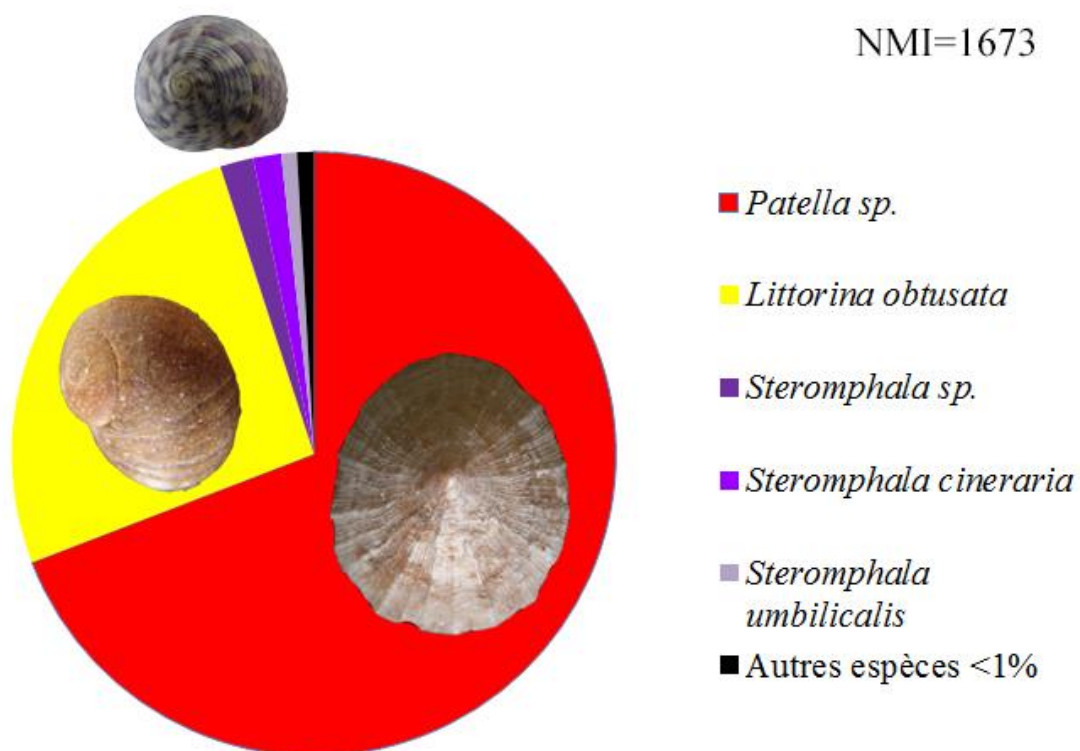 NMI=1673
Patella sp.
Littorina obtusata
Steromphala sp.
Steromphala cineraria
Steromphala
umbilicalis
Autres espèces <1%